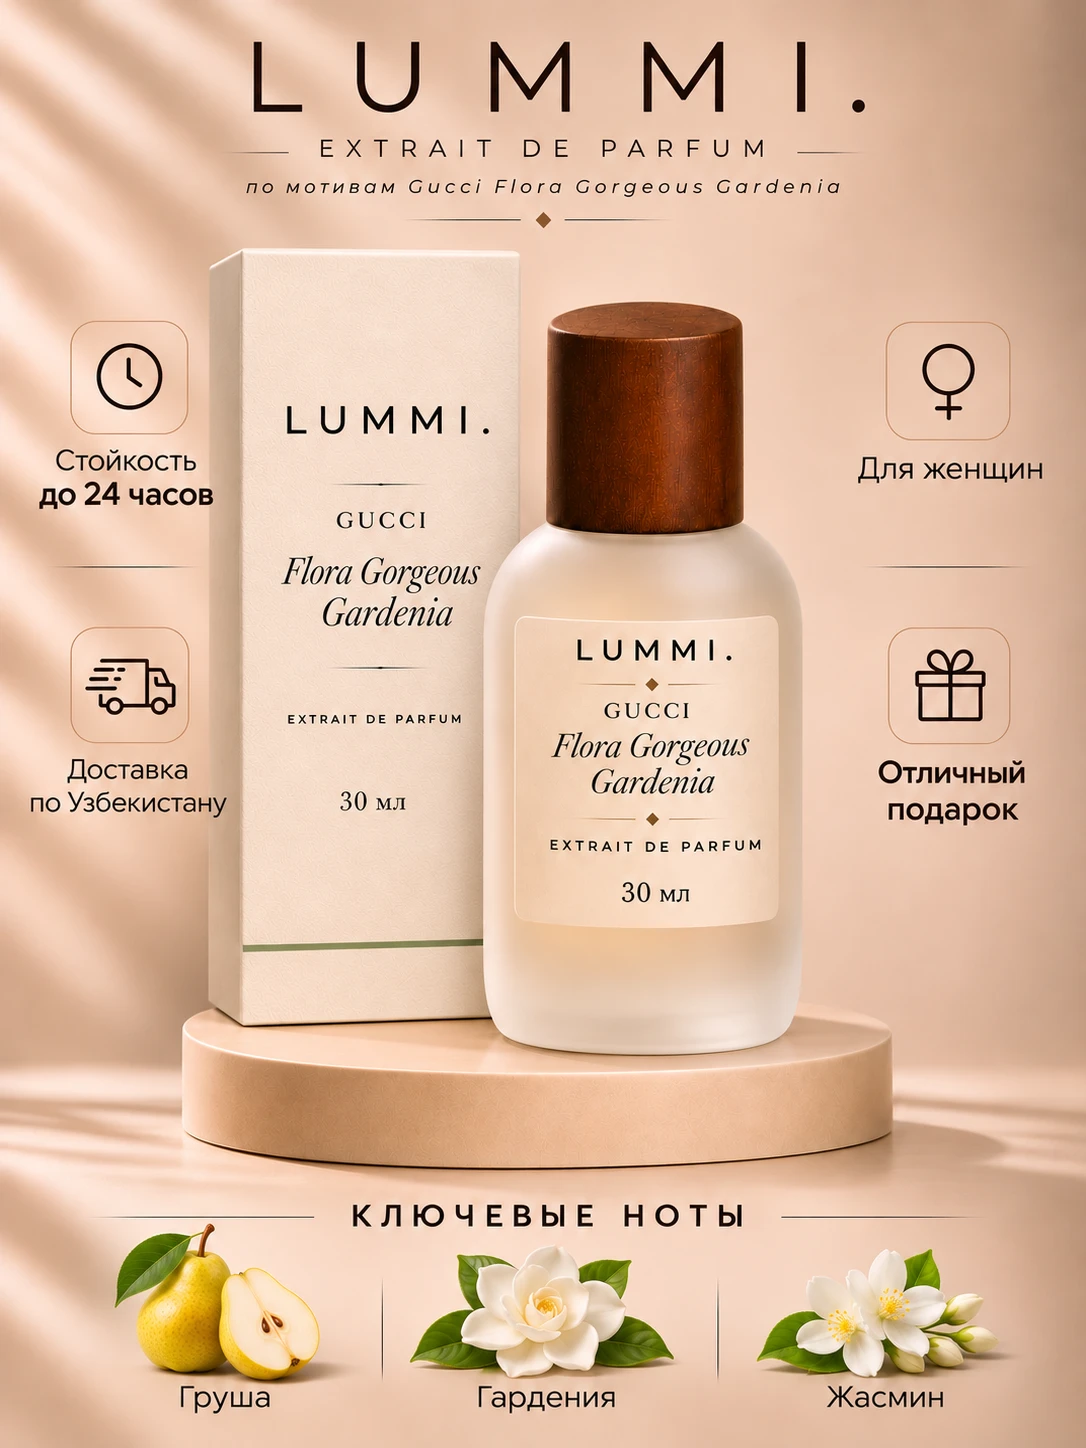 LUMMI.
EXTRAIT DE PARFUM
по мотивам Gucci Flora Gorgeous Gardenia
Стойкость
до 24 часов
Доставка
по Узбекистану
LUMMI.
GUCCI
Flora Gorgeous
Gardenia
EXTRAIT DE PARFUM
30 мл
LUMMI.
GUCCI
Flora Gorgeous
Gardenia
EXTRAIT DE PARFUM
30 мл
Для женщин
Отличный
подарок
КЛЮЧЕВЫЕ НОТЫ
Груша
Гардения
Жасмин